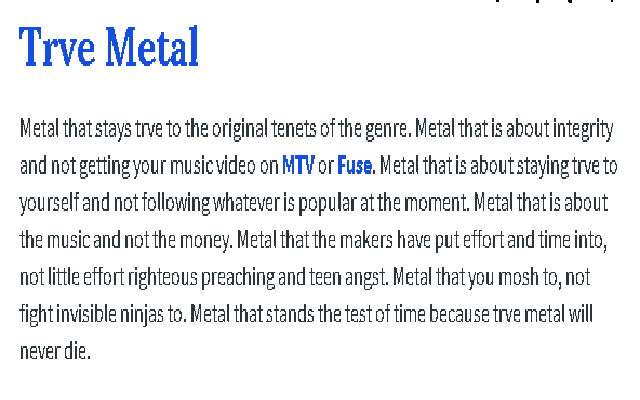 Trve Metal
Metal that stays trve to the original tenets of the genre. Metal that is about integrity
and not getting your music video on MTV or Fuse. Metal that is about staying trve to
yourself and not following whatever is popular at the moment. Metal that is about
the music and not the money. Metal that the makers have put effort and time into,
not little effort righteous preaching and teen angst. Metal that you mosh to, not
fight invisible ninjas to. Metal that stands the test of time because trve metal will
never die.